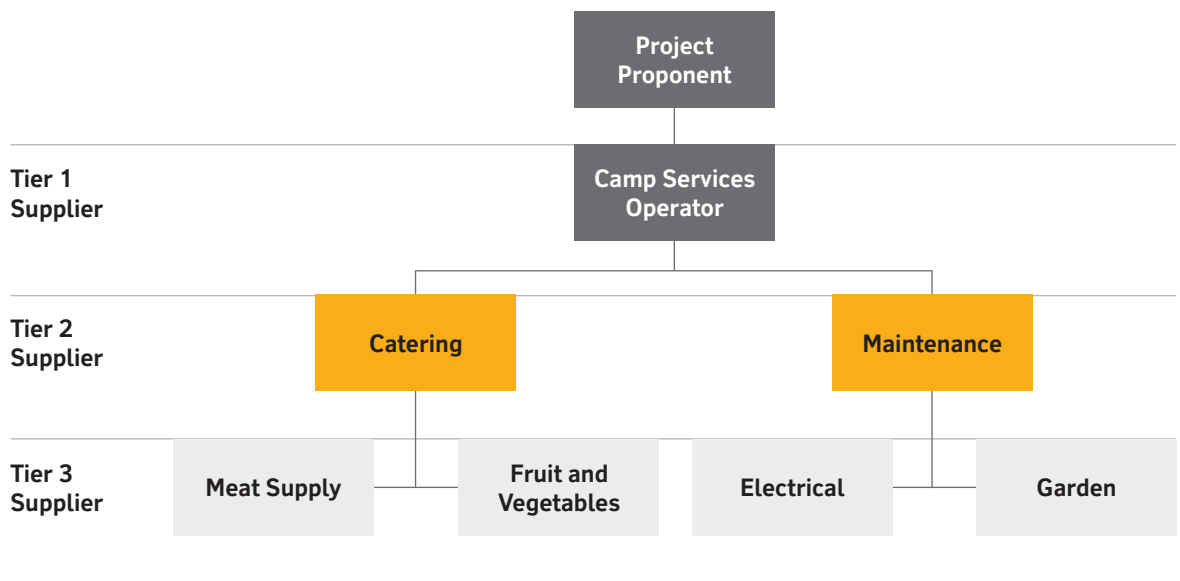 Project
Proponent
Tier 1
Supplier
Camp Services
Operator
Tier 2
Supplier
Catering
Maintenance
Tier 3
Supplier
Meat Supply
Fruit and
Vegetables
Electrical
Garden